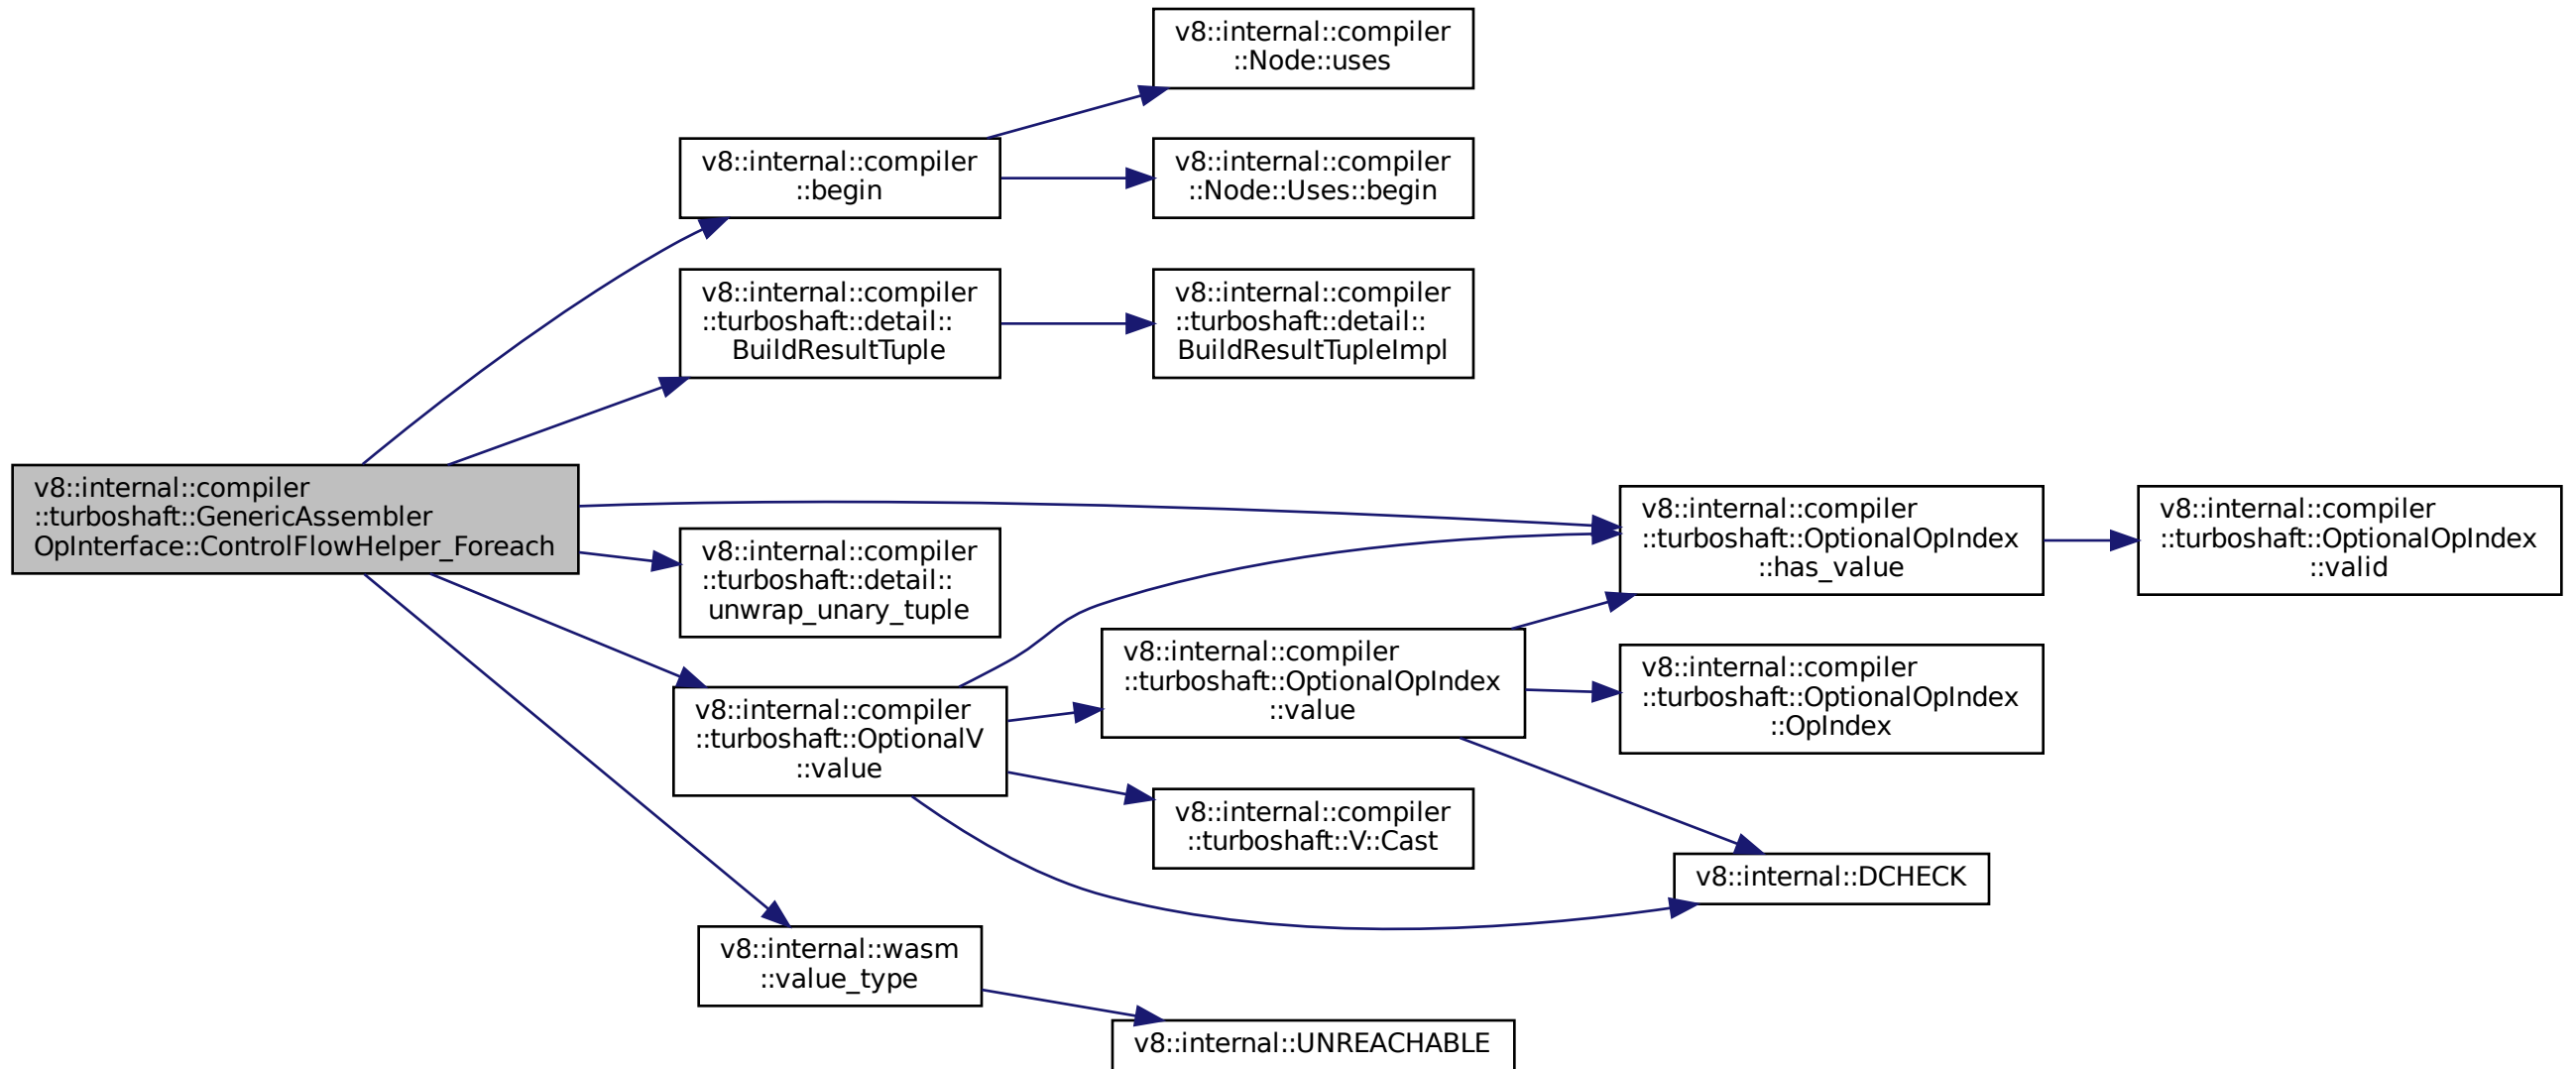 v8::internal::compiler
::Node::uses
v8::internal::compiler
::begin
v8::internal::compiler
::Node::Uses::begin
v8::internal::compiler
::turboshaft::detail::
BuildResultTuple
v8::internal::compiler
::turboshaft::detail::
BuildResultTupleImpl
v8::internal::compiler
::turboshaft::GenericAssembler
OpInterface::ControlFlowHelper_Foreach
v8::internal::compiler
::turboshaft::OptionalOpIndex
::has_value
v8::internal::compiler
::turboshaft::OptionalOpIndex
::valid
v8::internal::compiler
::turboshaft::detail::
unwrap_unary_tuple
v8::internal::compiler
::turboshaft::OptionalOpIndex
::value
v8::internal::compiler
::turboshaft::OptionalOpIndex
::OpIndex
v8::internal::compiler
::turboshaft::OptionalV
::value
v8::internal::compiler
::turboshaft::V::Cast
v8::internal::DCHECK
v8::internal::wasm
::value_type
v8::internal::UNREACHABLE